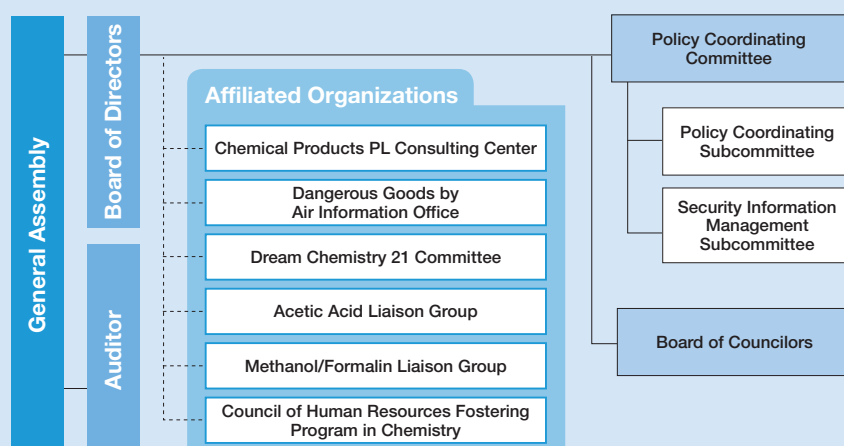 General Assembly
Board of Directors
Auditor
Affiliated Organizations
Chemical Products PL Consulting Center
Dangerous Goods by
Air Information Office
Dream Chemistry 21 Committee
Acetic Acid Liaison Group
Methanol/Formalin Liaison Group
Council of Human Resources Fostering
Program in Chemistry
Policy Coordinating
Committee
Policy Coordinating
Subcommittee
Security Information
Management
Subcommittee
Board of Councilors